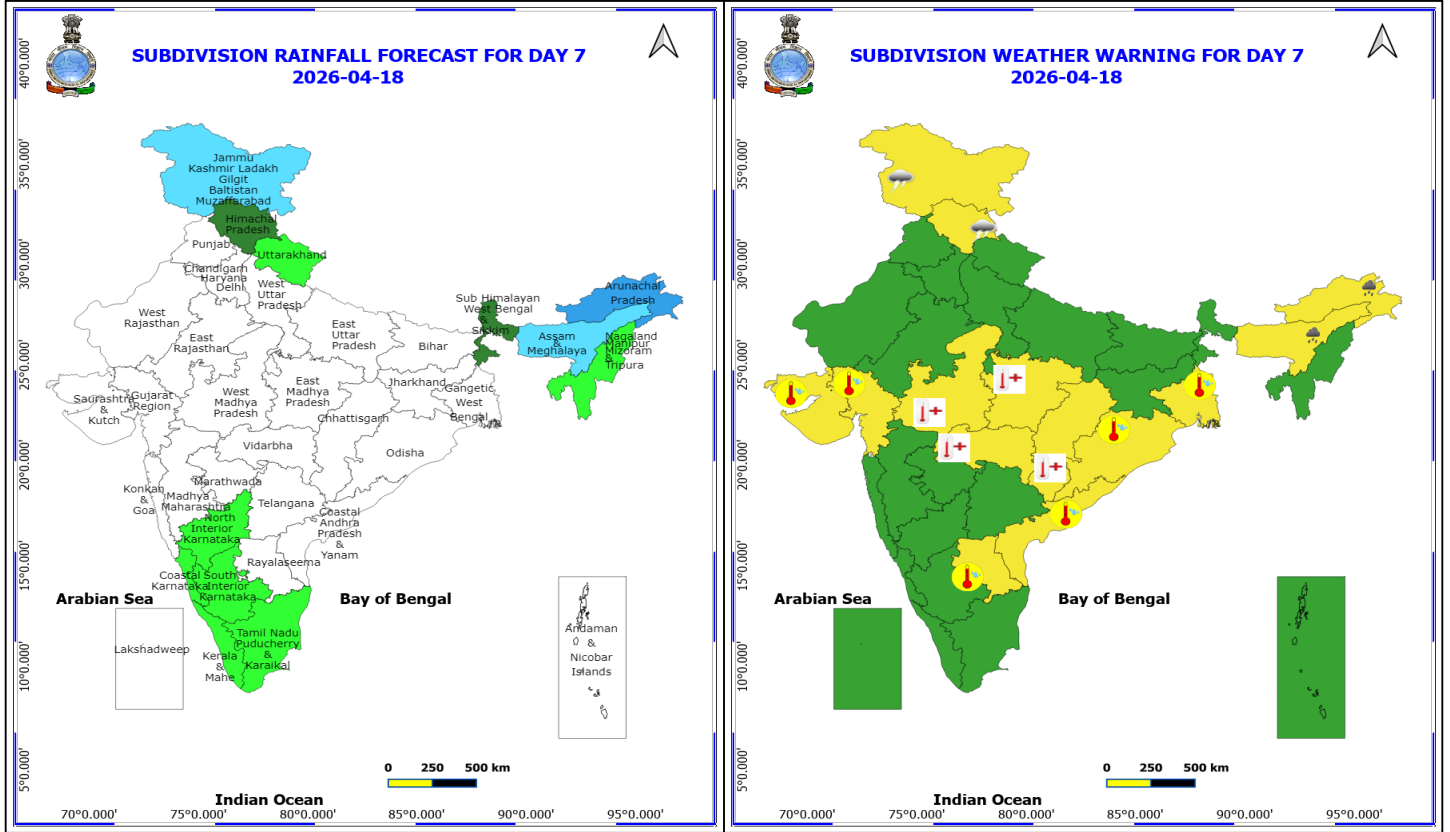 SUBDIVISION RAINFALL FORECAST FOR DAY 7
2026-04-18
40°0.000'
35°0.000'
30°0.000'
25°0.000'
20°0.000'
15°0.000'
10°0.000'
5°0.000'
Jammu
Kashmir Ladakh
Gilgit
Baltistan
Muzaffarabad
Himachal
Pradesh
Punjab
Uttarakhand
Chandigarh
Haryana
Delhi
West
Uttar
Pradesh
Arunachal
Pradesh
Sub Himalayan
West Bengal
&
Sikkim
West
Rajasthan
East
Rajasthan
East
Uttar
Pradesh
Bihar
Assam
&
Meghalaya
Nagaland
Manipur
Mizoram
&
Tripura
Saurashtra
&
Kutch
Gujarat
Region
West
Madhya
Pradesh
East
Madhya
Pradesh
Jharkhand
Gangetic
West
Bengal
Chhattisgarh
Vidarbha
Odisha
Konkan
&
Goa
Madhya
Maharashtra
Marathwada
Telangana
North
Interior
Karnataka
Coastal
Andhra
Pradesh
&
Yanam
Rayalaseema
Coastal
Karnataka
South
Interior
Karnataka
Arabian Sea
Bay of Bengal
Lakshadweep
Kerala
&
Mahe
Tamil Nadu
Puducherry
&
Karaikal
Andaman
&
Nicobar
Islands
0 250 500 km
Indian Ocean
70°0.000' 75°0.000' 80°0.000' 85°0.000' 90°0.000' 95°0.000'
SUBDIVISION WEATHER WARNING FOR DAY 7
2026-04-18
40°0.000'
35°0.000'
30°0.000'
25°0.000'
20°0.000'
15°0.000'
10°0.000'
5°0.000'
Arabian Sea
Bay of Bengal
0 250 500 km
Indian Ocean
70°0.000' 75°0.000' 80°0.000' 85°0.000' 90°0.000' 95°0.000'